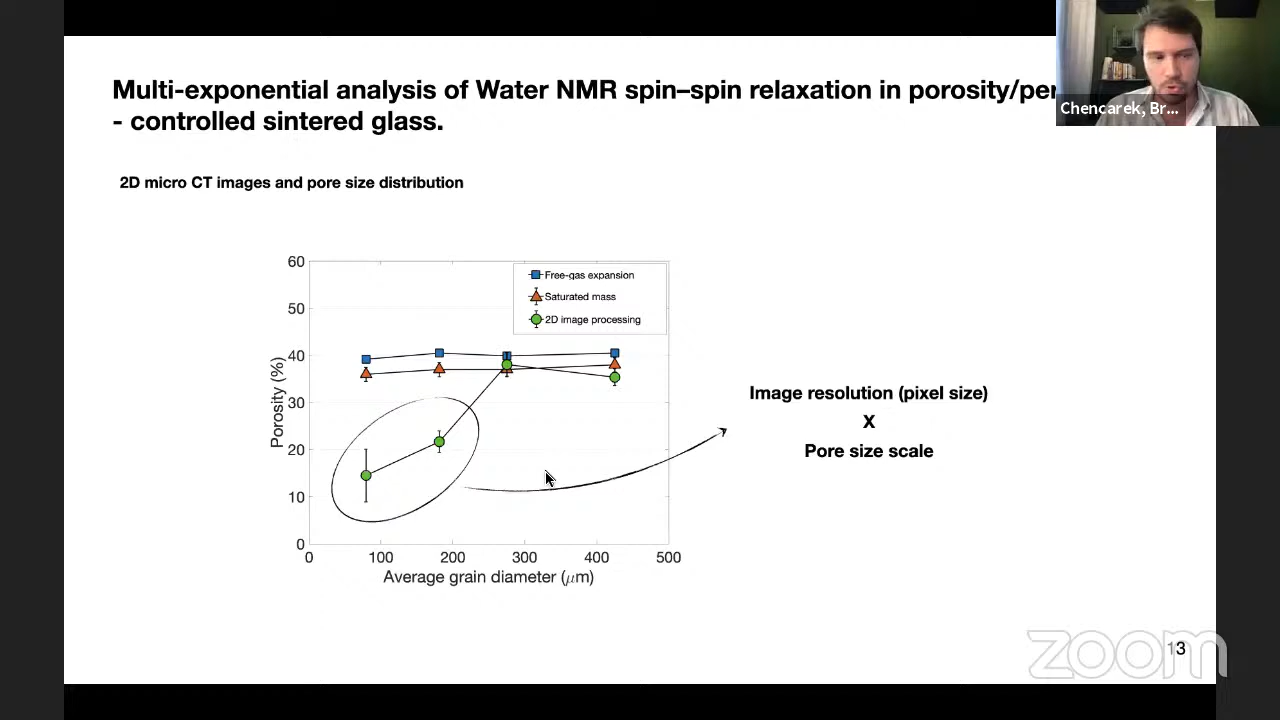 Multi-exponential analysis of Water NMR spin–spin relaxation in porosity/per
- controlled sintered glass.
Chencarek, Br...
2D micro CT images and pore size distribution
60
50
40
30
20
10
0
Porosity (%)
Free-gas expansion
Saturated mass
2D image processing
0 100 200 300 400 500
Average grain diameter (μm)
Image resolution (pixel size)
X
Pore size scale
zoom
13